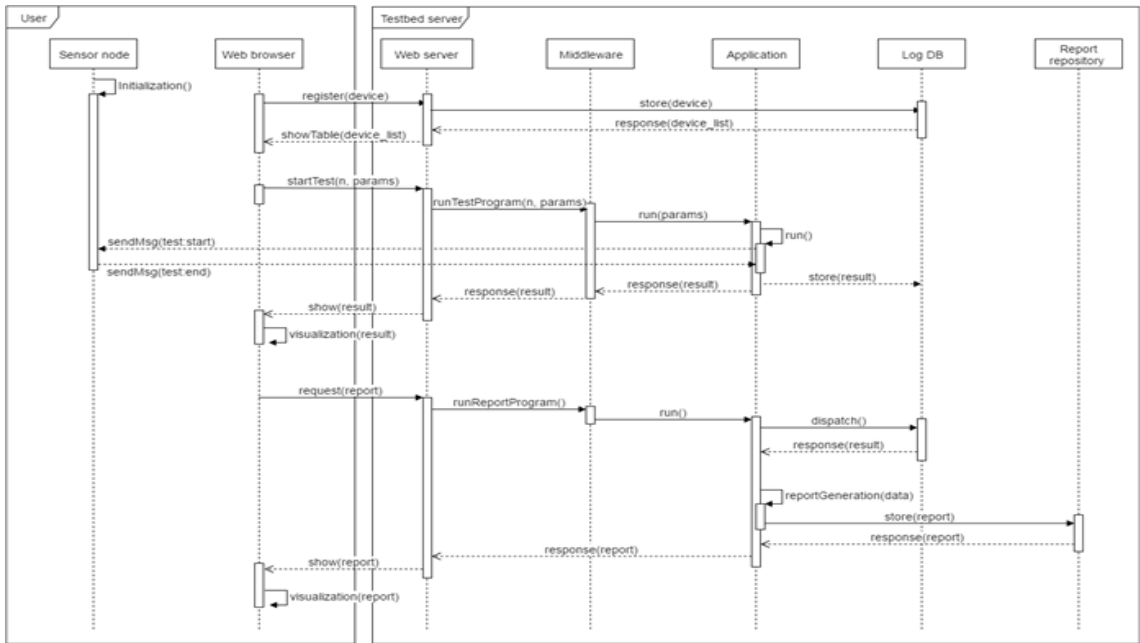 User
Testbed server
Sensor node
Web browser
Web server
Middleware
Application
Log DB
Report
repository
Initialization()
register(device)
store(device)
response(device_list)
showTable(device_list)
startTest(n, params)
runTestProgram(n, params)
run(params)
run()
sendMsg(test:start)
sendMsg(test:end)
store(result)
response(result)
response(result)
show(result)
visualization(result)
request(report)
runReportProgram()
run()
dispatch()
response(result)
reportGeneration(data)
store(report)
response(report)
response(report)
show(report)
visualization(report)